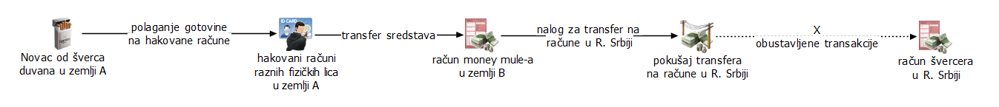 Novac od šverca
duvana u zemlji A
polaganje gotovine
na hakovane račune
ID CARD
hakovani računi
raznih fizičkih lica
u zemlji A
transfer sredstava
račun money mule-a
u zemlji B
nalog za transfer na
račune u R. Srbiji
pokušaj transfera
na račune u R. Srbiji
X
obustavljene transakcije
račun švercera
u R. Srbiji